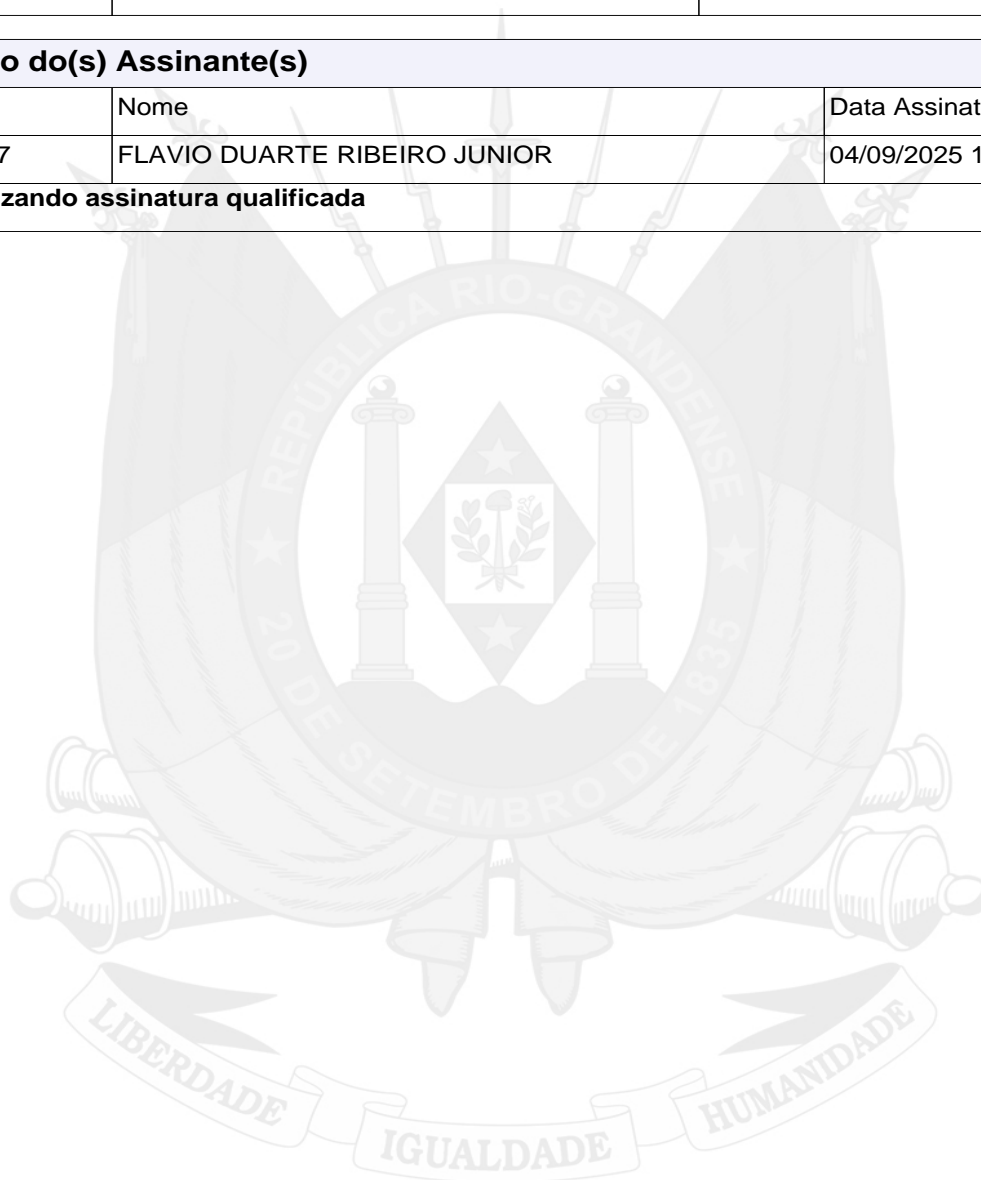 o do(s) Assinante(s)
Nome Data Assinat
7 FLAVIO DUARTE RIBEIRO JUNIOR 04/09/2025 1
zando assinatura qualificada
REPÚBLICA RIO-GRANDENSE
20 DE SETEMBRO DE 1835
LIBERDADE IGUALDADE HUMANIDADE